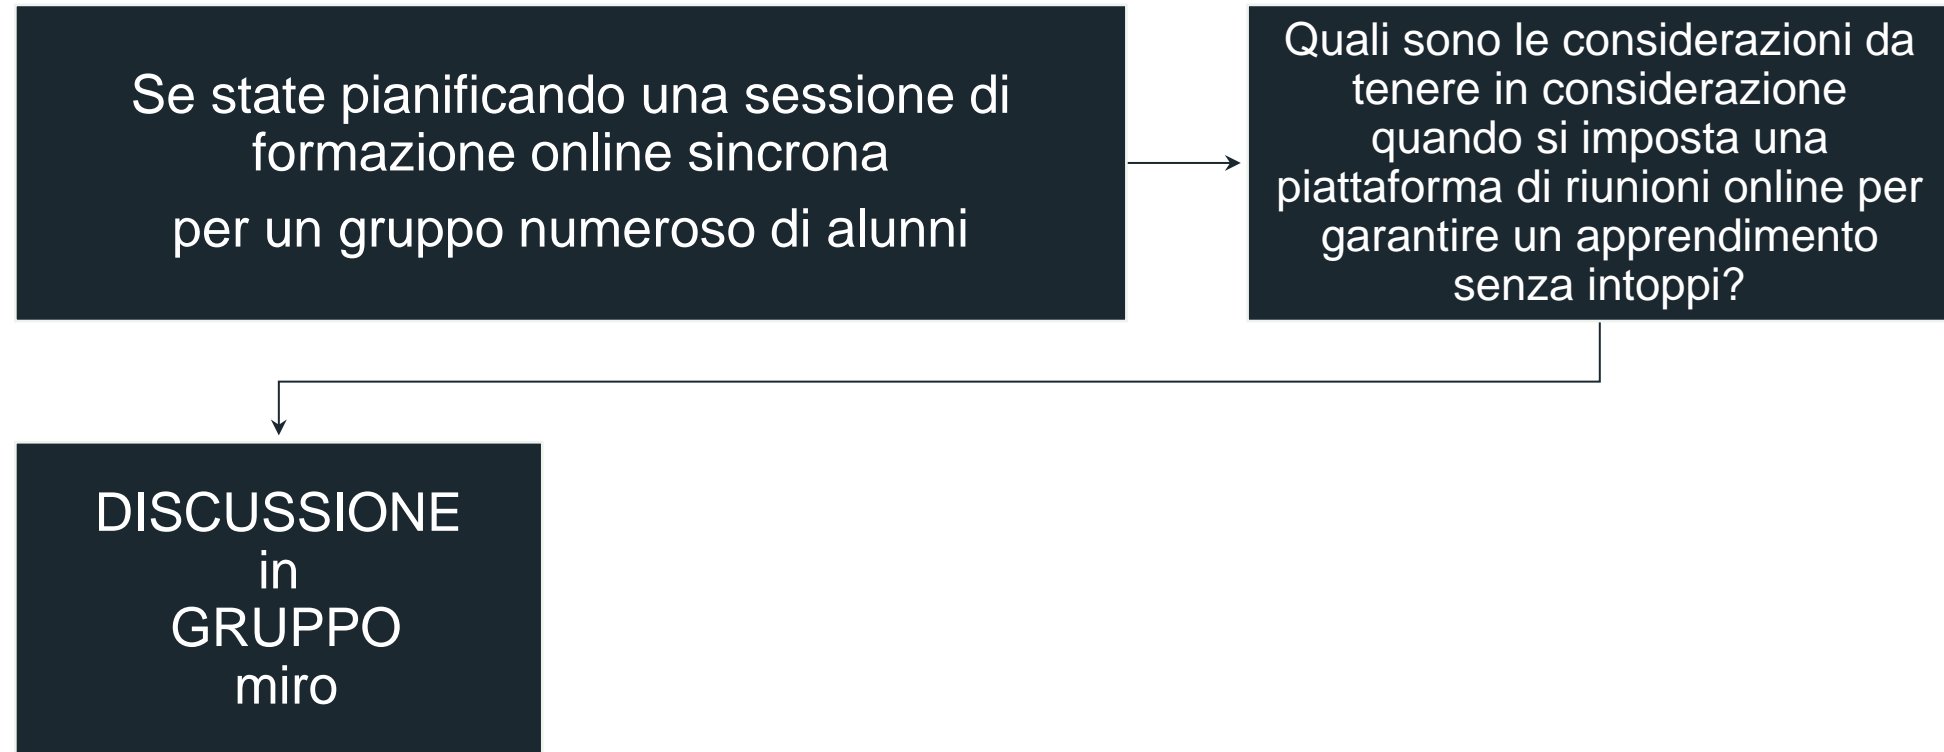 Se state pianificando una sessione di
formazione online sincrona
per un gruppo numeroso di alunni
Quali sono le considerazioni da
tenere in considerazione
quando si imposta una
piattaforma di riunioni online per
garantire un apprendimento
senza intoppi?
DISCUSSIONE
in
GRUPPO
miro